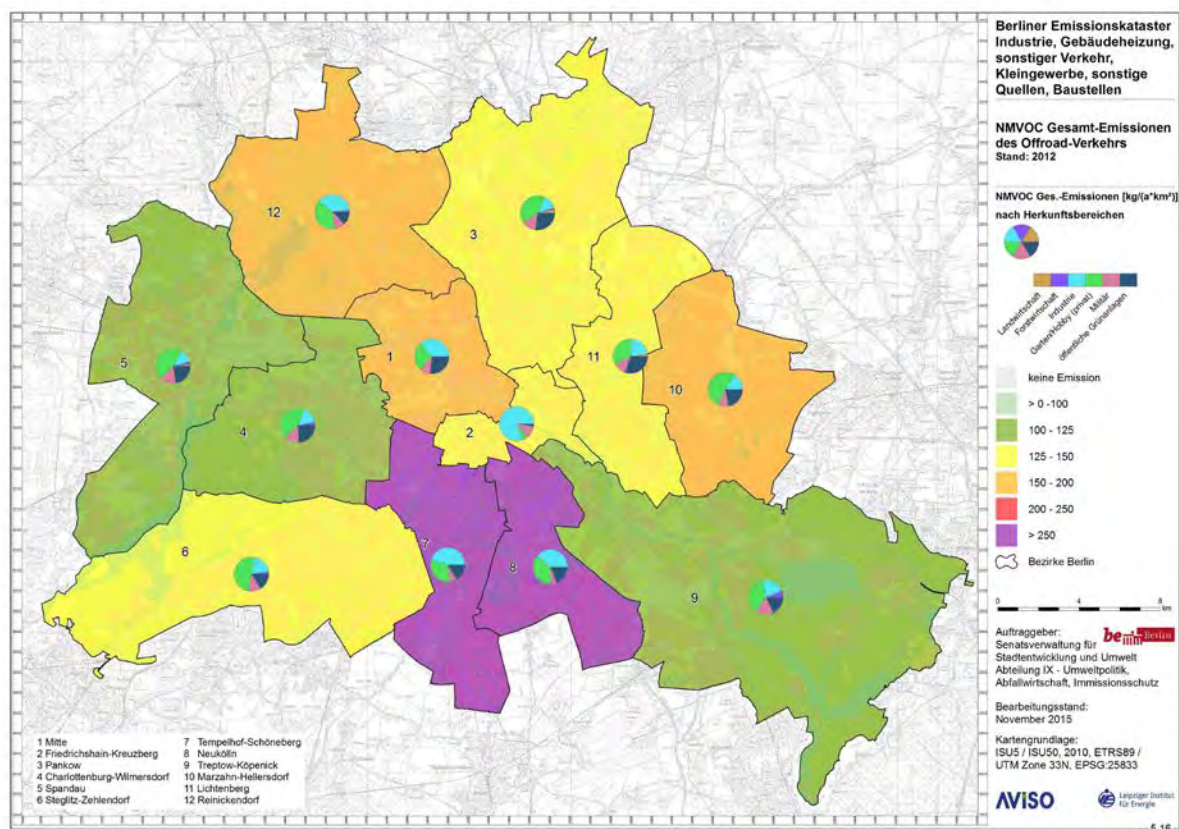 Berliner Emissionskataster
Industrie, Gebäudeheizung,
sonstiger Verkehr,
Kleingewerbe, sonstige
Quellen, Baustellen
NMVOC Gesamt-Emissionen
des Offroad-Verkehrs
Stand: 2012
NMVOC Ges.-Emissionen [kg/(a*km²)]
nach Herkunftsbereichen
Landwirtschaft
Forstwirtschaft
Industrie
Garten/Hobby (privat)
Militär
öffentliche Grünanlagen
keine Emission
> 0 -100
100 - 125
125 - 150
150 - 200
200 - 250
> 250
Bezirke Berlin
0 4 8
km
Auftraggeber:
Senatsverwaltung für
Stadtentwicklung und Umwelt
Abteilung IX - Umweltpolitik,
Abfallwirtschaft, Immissionsschutz
be Berlin
Bearbeitungsstand:
November 2015
Kartengrundlage:
ISU5 / ISU50, 2010, ETRS89 /
UTM Zone 33N, EPSG:25833
AVISO
Leipziger Institut
für Energie
5.16
12
3
5
1
11
10
4
2
6
7
8
9
1 Mitte
2 Friedrichshain-Kreuzberg
3 Pankow
4 Charlottenburg-Wilmersdorf
5 Spandau
6 Steglitz-Zehlendorf
7 Tempelhof-Schöneberg
8 Neukölln
9 Treptow-Köpenick
10 Marzahn-Hellersdorf
11 Lichtenberg
12 Reinickendorf